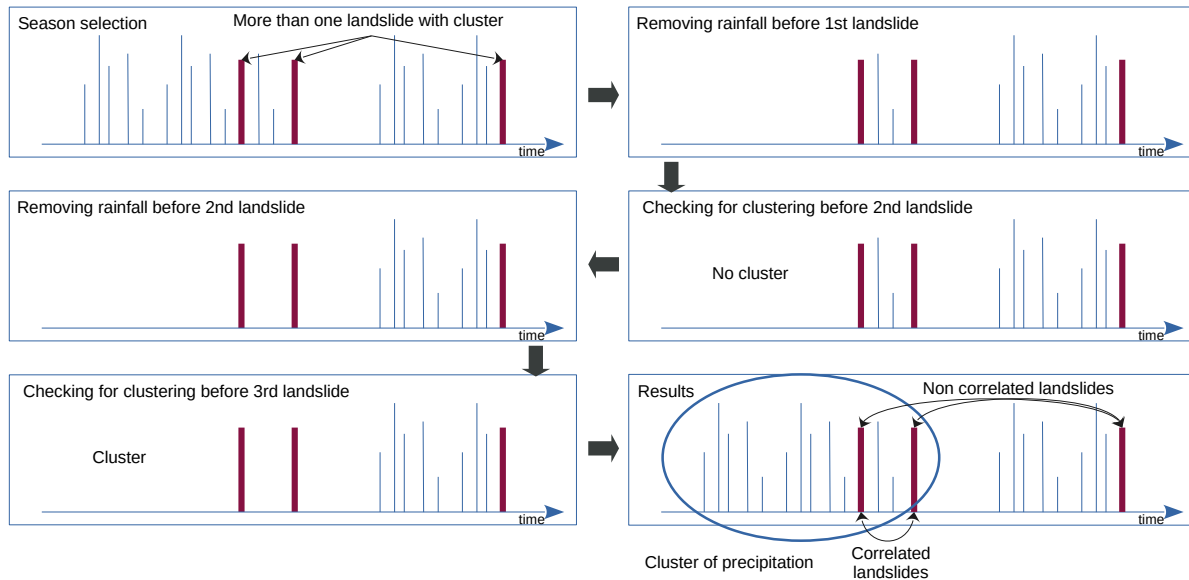 Season selection
More than one landslide with cluster
time
Removing rainfall before 1st landslide
time
Removing rainfall before 2nd landslide
time
Checking for clustering before 2nd landslide
No cluster
time
Checking for clustering before 3rd landslide
Cluster
time
Results
Non correlated landslides
time
Cluster of precipitation
Correlated
landslides